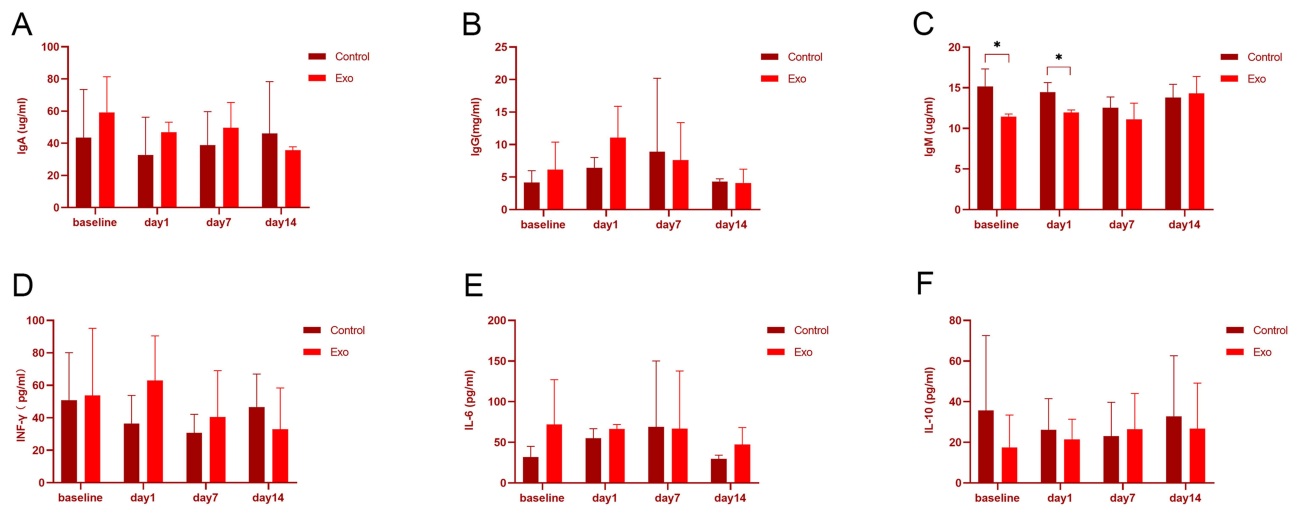 A
IgA (ug/ml)
100
80
60
40
20
0
baseline day1 day7 day14
Control
Exo
B
IgG(mg/ml)
25
20
15
10
5
0
baseline day1 day7 day14
Control
Exo
C
IgM (ug/ml)
20
15
10
5
0
* *
baseline day1 day7 day14
Control
Exo
D
INF-γ（ pg/ml）
100
80
60
40
20
0
baseline day1 day7 day14
Control
Exo
E
IL-6 (pg/ml)
200
150
100
50
0
baseline day1 day7 day14
Control
Exo
F
IL-10 (pg/ml)
80
60
40
20
0
baseline day1 day7 day14
Control
Exo